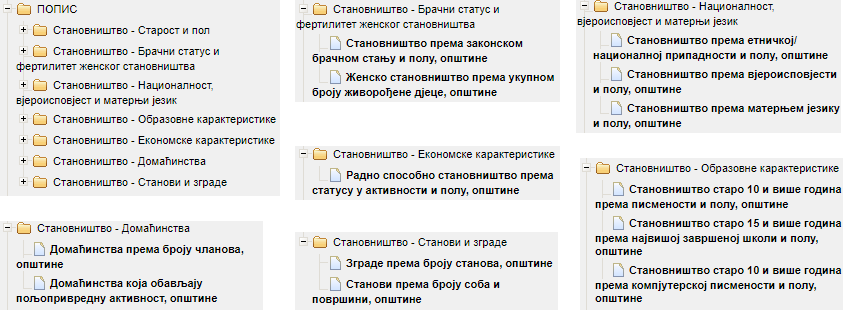 ПОПИС
Становништво - Старост и пол
Становништво - Брачни статус и
фертилитет женског становништва
Становништво - Националност,
вјероисповјест и матерњи језик
Становништво - Образовне карактеристике
Становништво - Економске карактеристике
Становништво - Домаћинства
Становништво - Станови и зграде
Становништво - Домаћинства
Домаћинства према броју чланова,
општине
Домаћинства која обављају
пољопривредну активност, општине
Становништво - Брачни статус и
фертилитет женског становништва
Становништво према законском
брачном стању и полу, општине
Женско становништво према укупном
броју живорођене дјеце, општине
Становништво - Економске карактеристике
Радно способно становништво према
статусу у активности и полу, општине
Становништво - Станови и зграде
Зграде према броју станова, општине
Станови према броју соба и
површини, општине
Становништво - Националност,
вјероисповјест и матерњи језик
Становништво према етничкој/
националној припадности и полу, општине
Становништво према вјероисповјести
и полу, општине
Становништво према матерњем језику
и полу, општине
Становништво - Образовне карактеристике
Становништво старо 10 и више година
према писмености и полу, општине
Становништво старо 15 и више година
према највишој завршеној школи и полу,
општине
Становништво старо 10 и више година
према компјутерској писмености и полу,
општине